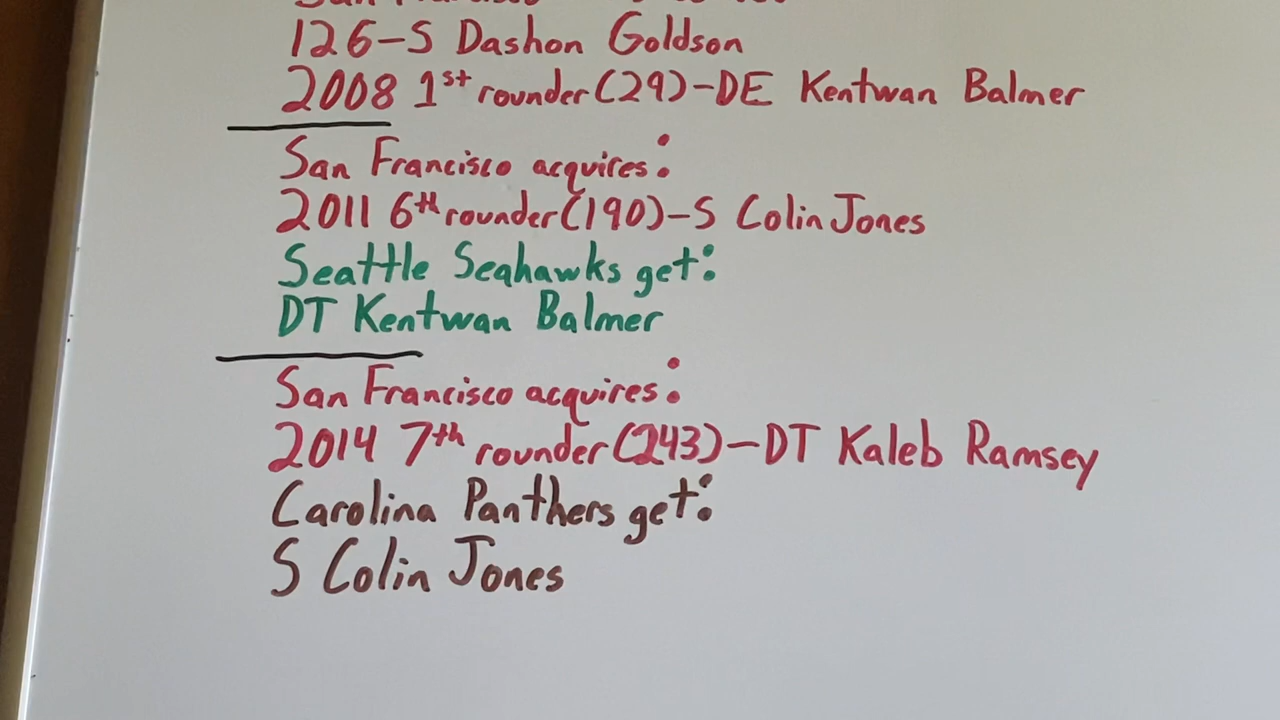 126-S Dashon Goldson
2008 1st rounder(29)-DE Kentwan Balmer
San Francisco acquires:
2011 6th rounder(190)-S Colin Jones
Seattle Seahawks get:
DT Kentwan Balmer
San Francisco acquires:
2014 7th rounder(243)-DT Kaleb Ramsey
Carolina Panthers get:
S Colin Jones